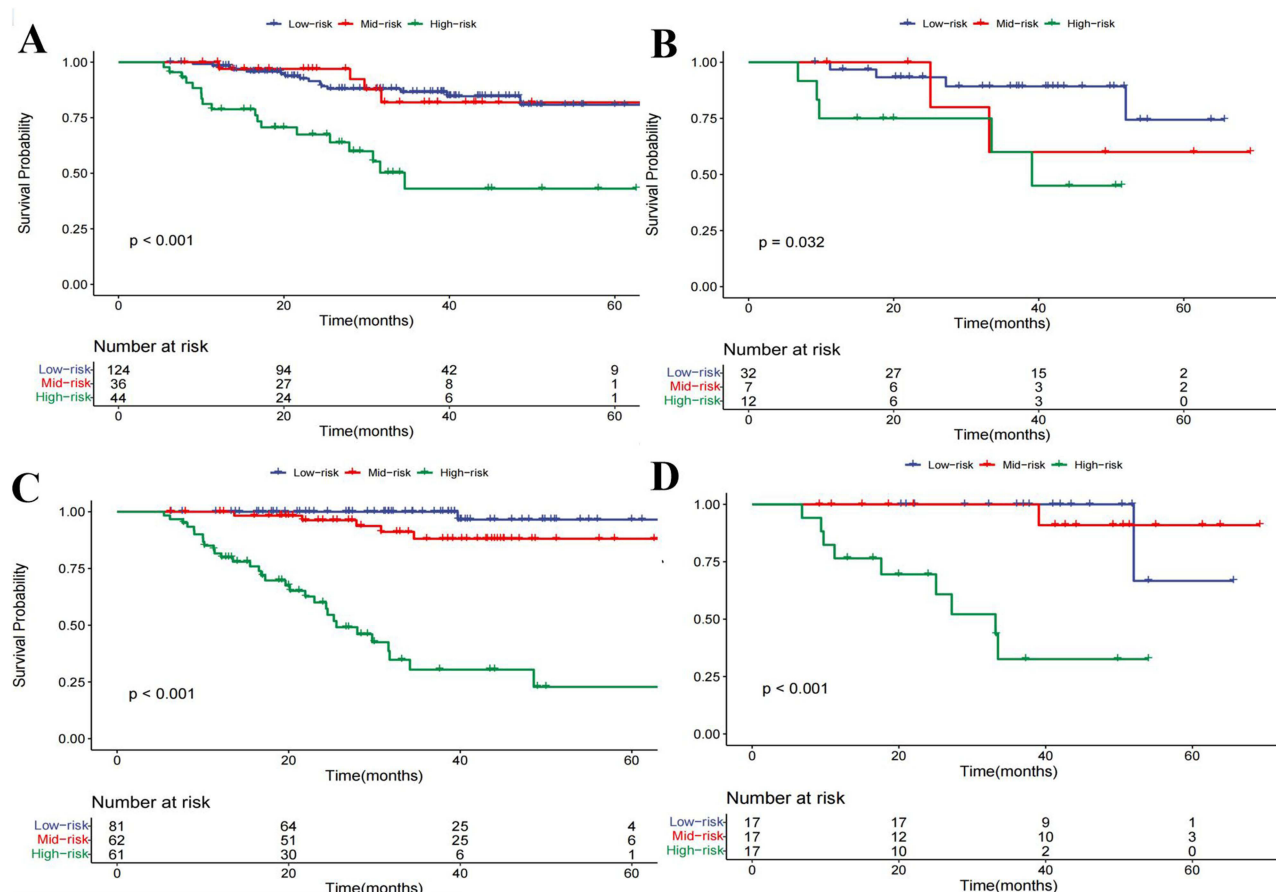 A
Low-risk Mid-risk High-risk
Survival Probability
1.00
0.75
0.50
0.25
0.00
p < 0.001
0 20 40 60
Time(months)
Number at risk
Low-risk 124 94 42 9
Mid-risk 36 27 8 1
High-risk 44 24 6 1
0 20 40 60
Time(months)
B
Low-risk Mid-risk High-risk
Survival Probability
1.00
0.75
0.50
0.25
0.00
p = 0.032
0 20 40 60
Time(months)
Number at risk
Low-risk 32 27 15 2
Mid-risk 7 6 3 2
High-risk 12 6 3 0
0 20 40 60
Time(months)
C
Low-risk Mid-risk High-risk
Survival Probability
1.00
0.75
0.50
0.25
0.00
p < 0.001
0 20 40 60
Time(months)
Number at risk
Low-risk 81 64 25 4
Mid-risk 62 51 25 6
High-risk 61 30 6 1
0 20 40 60
Time(months)
D
Low-risk Mid-risk High-risk
1.00
0.75
0.50
0.25
0.00
p < 0.001
0 20 40 60
Time(months)
Number at risk
Low-risk 17 17 9 1
Mid-risk 17 12 10 3
High-risk 17 10 2 0
0 20 40 60
Time(months)